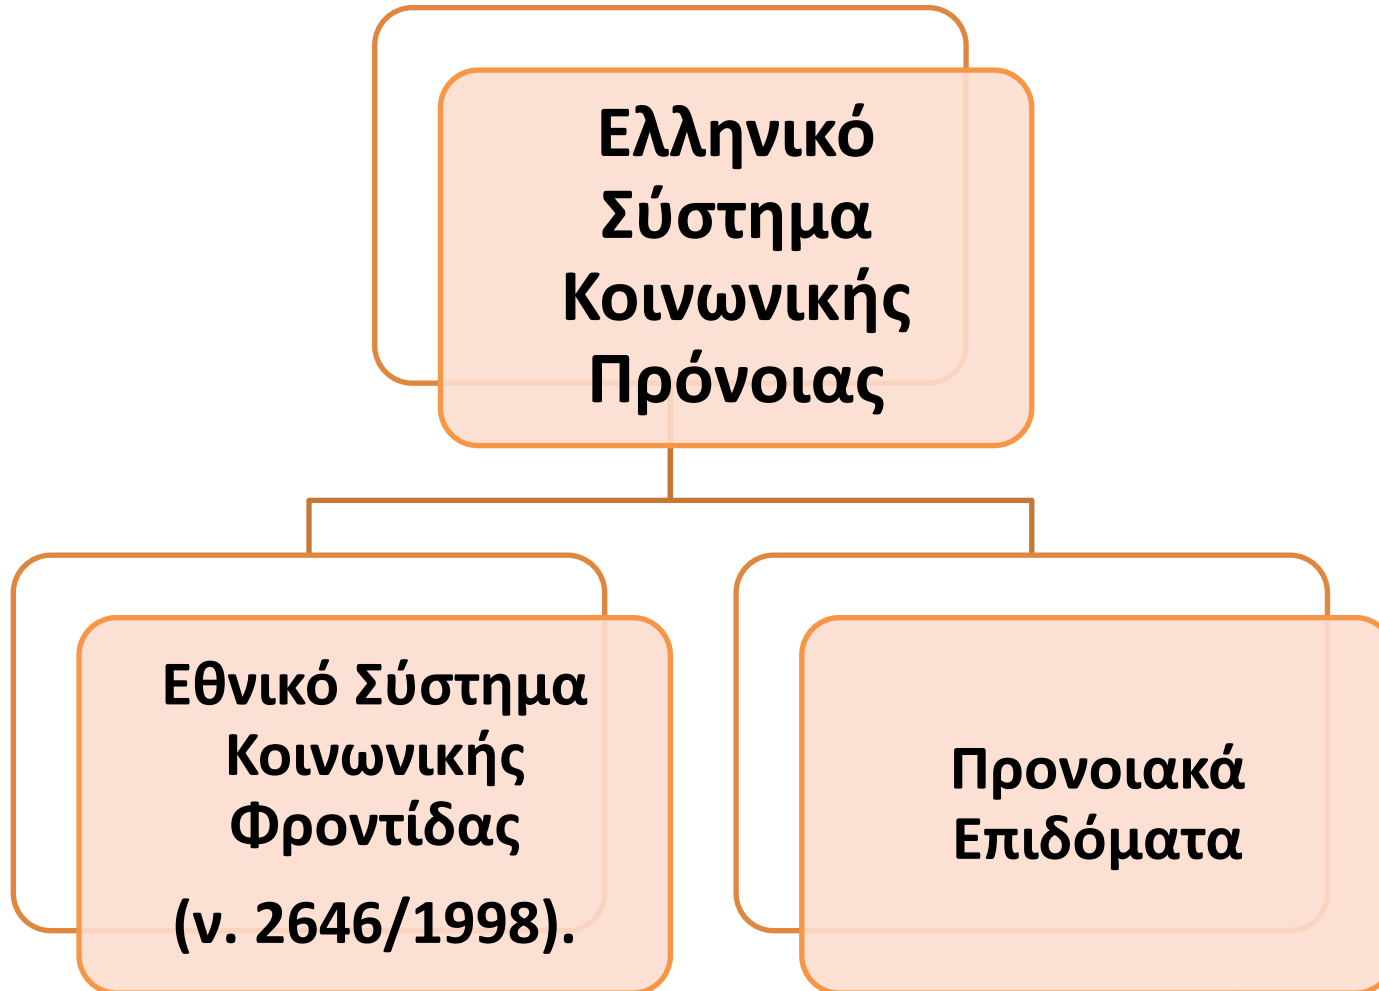 Ελληνικό
Σύστημα
Κοινωνικής
Πρόνοιας
Εθνικό Σύστημα
Κοινωνικής
Φροντίδας
(ν. 2646/1998).
Προνοιακά
Επιδόματα